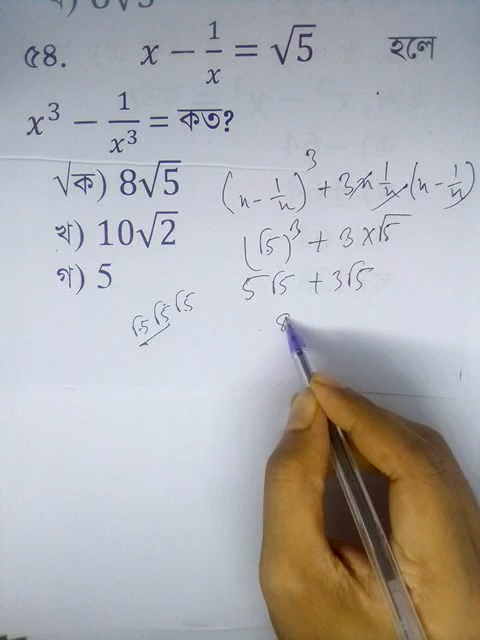 ৫৪. x − 1/x = √5 হলে
x³ − 1/x³ = কত?
√ক) 8√5
খ) 10√2
গ) 5
(x − 1/x)³ + 3x 1/x (x − 1/x)
(√5)³ + 3×√5
5√5 + 3√5
√5 √5 √5
8